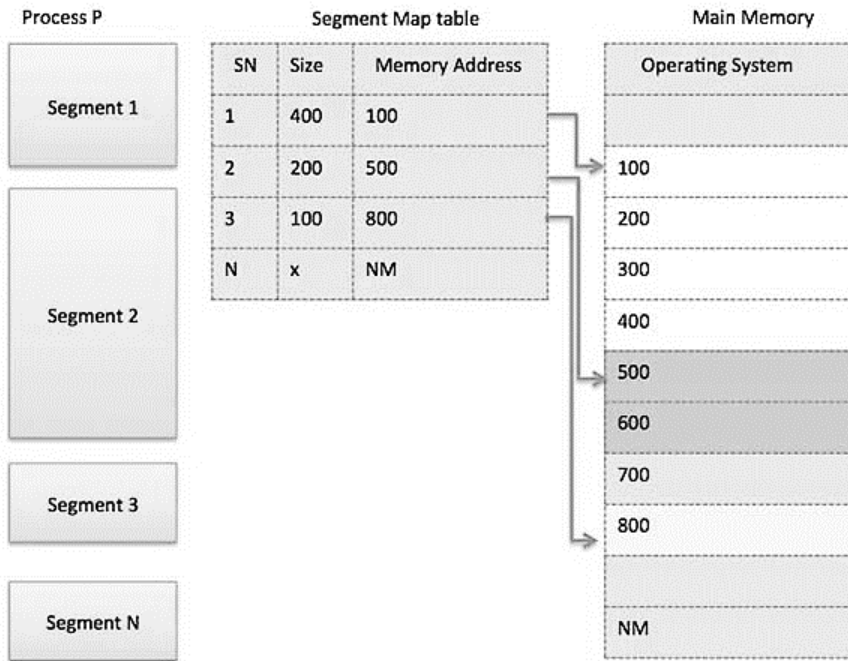 Process P
Segment 1
Segment 2
Segment 3
Segment N
Segment Map table
SN Size Memory Address
1 400 100
2 200 500
3 100 800
N x NM
Main Memory
Operating System
100
200
300
400
500
600
700
800
NM